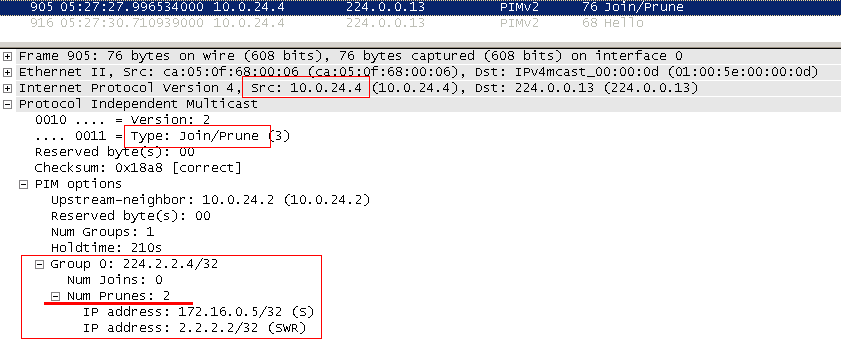 905 05:27:27.996534000 10.0.24.4 224.0.0.13 PIMv2 76 Join/Prune
916 05:27:30.710939000 10.0.24.2 224.0.0.13 PIMv2 68 Hello
Frame 905: 76 bytes on wire (608 bits), 76 bytes captured (608 bits) on interface 0
Ethernet II, Src: ca:05:0f:68:00:06 (ca:05:0f:68:00:06), Dst: IPv4mcast_00:00:0d (01:00:5e:00:00:0d)
Internet Protocol Version 4, Src: 10.0.24.4 (10.0.24.4), Dst: 224.0.0.13 (224.0.0.13)
Protocol Independent Multicast
0010 .... = Version: 2
.... 0011 = Type: Join/Prune (3)
Reserved byte(s): 00
Checksum: 0x18a8 [correct]
PIM options
Upstream-neighbor: 10.0.24.2 (10.0.24.2)
Reserved byte(s): 00
Num Groups: 1
Holdtime: 210s
Group 0: 224.2.2.4/32
Num Joins: 0
Num Prunes: 2
IP address: 172.16.0.5/32 (S)
IP address: 2.2.2.2/32 (SWR)